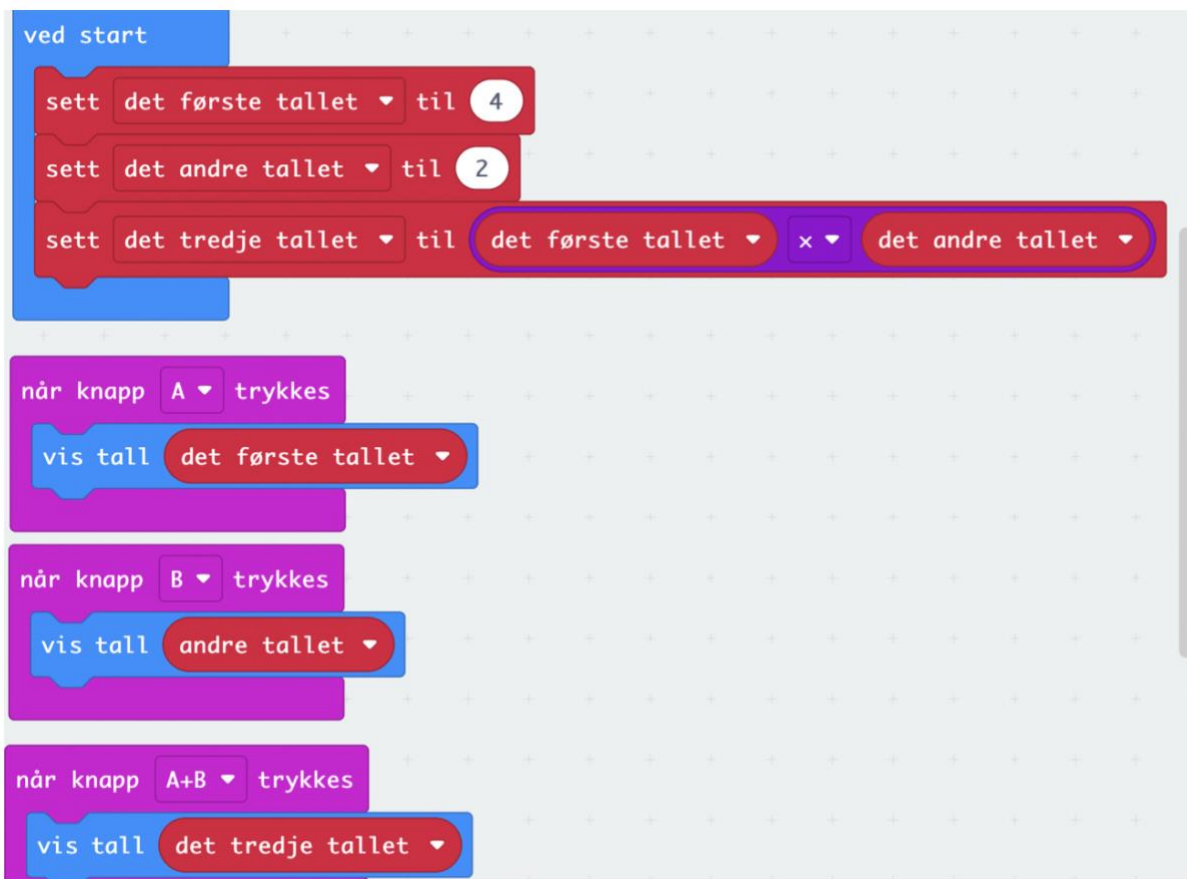 ved start
sett det første tallet til 4
sett det andre tallet til 2
sett det tredje tallet til det første tallet × det andre tallet
når knapp A trykkes
vis tall det første tallet
når knapp B trykkes
vis tall andre tallet
når knapp A+B trykkes
vis tall det tredje tallet